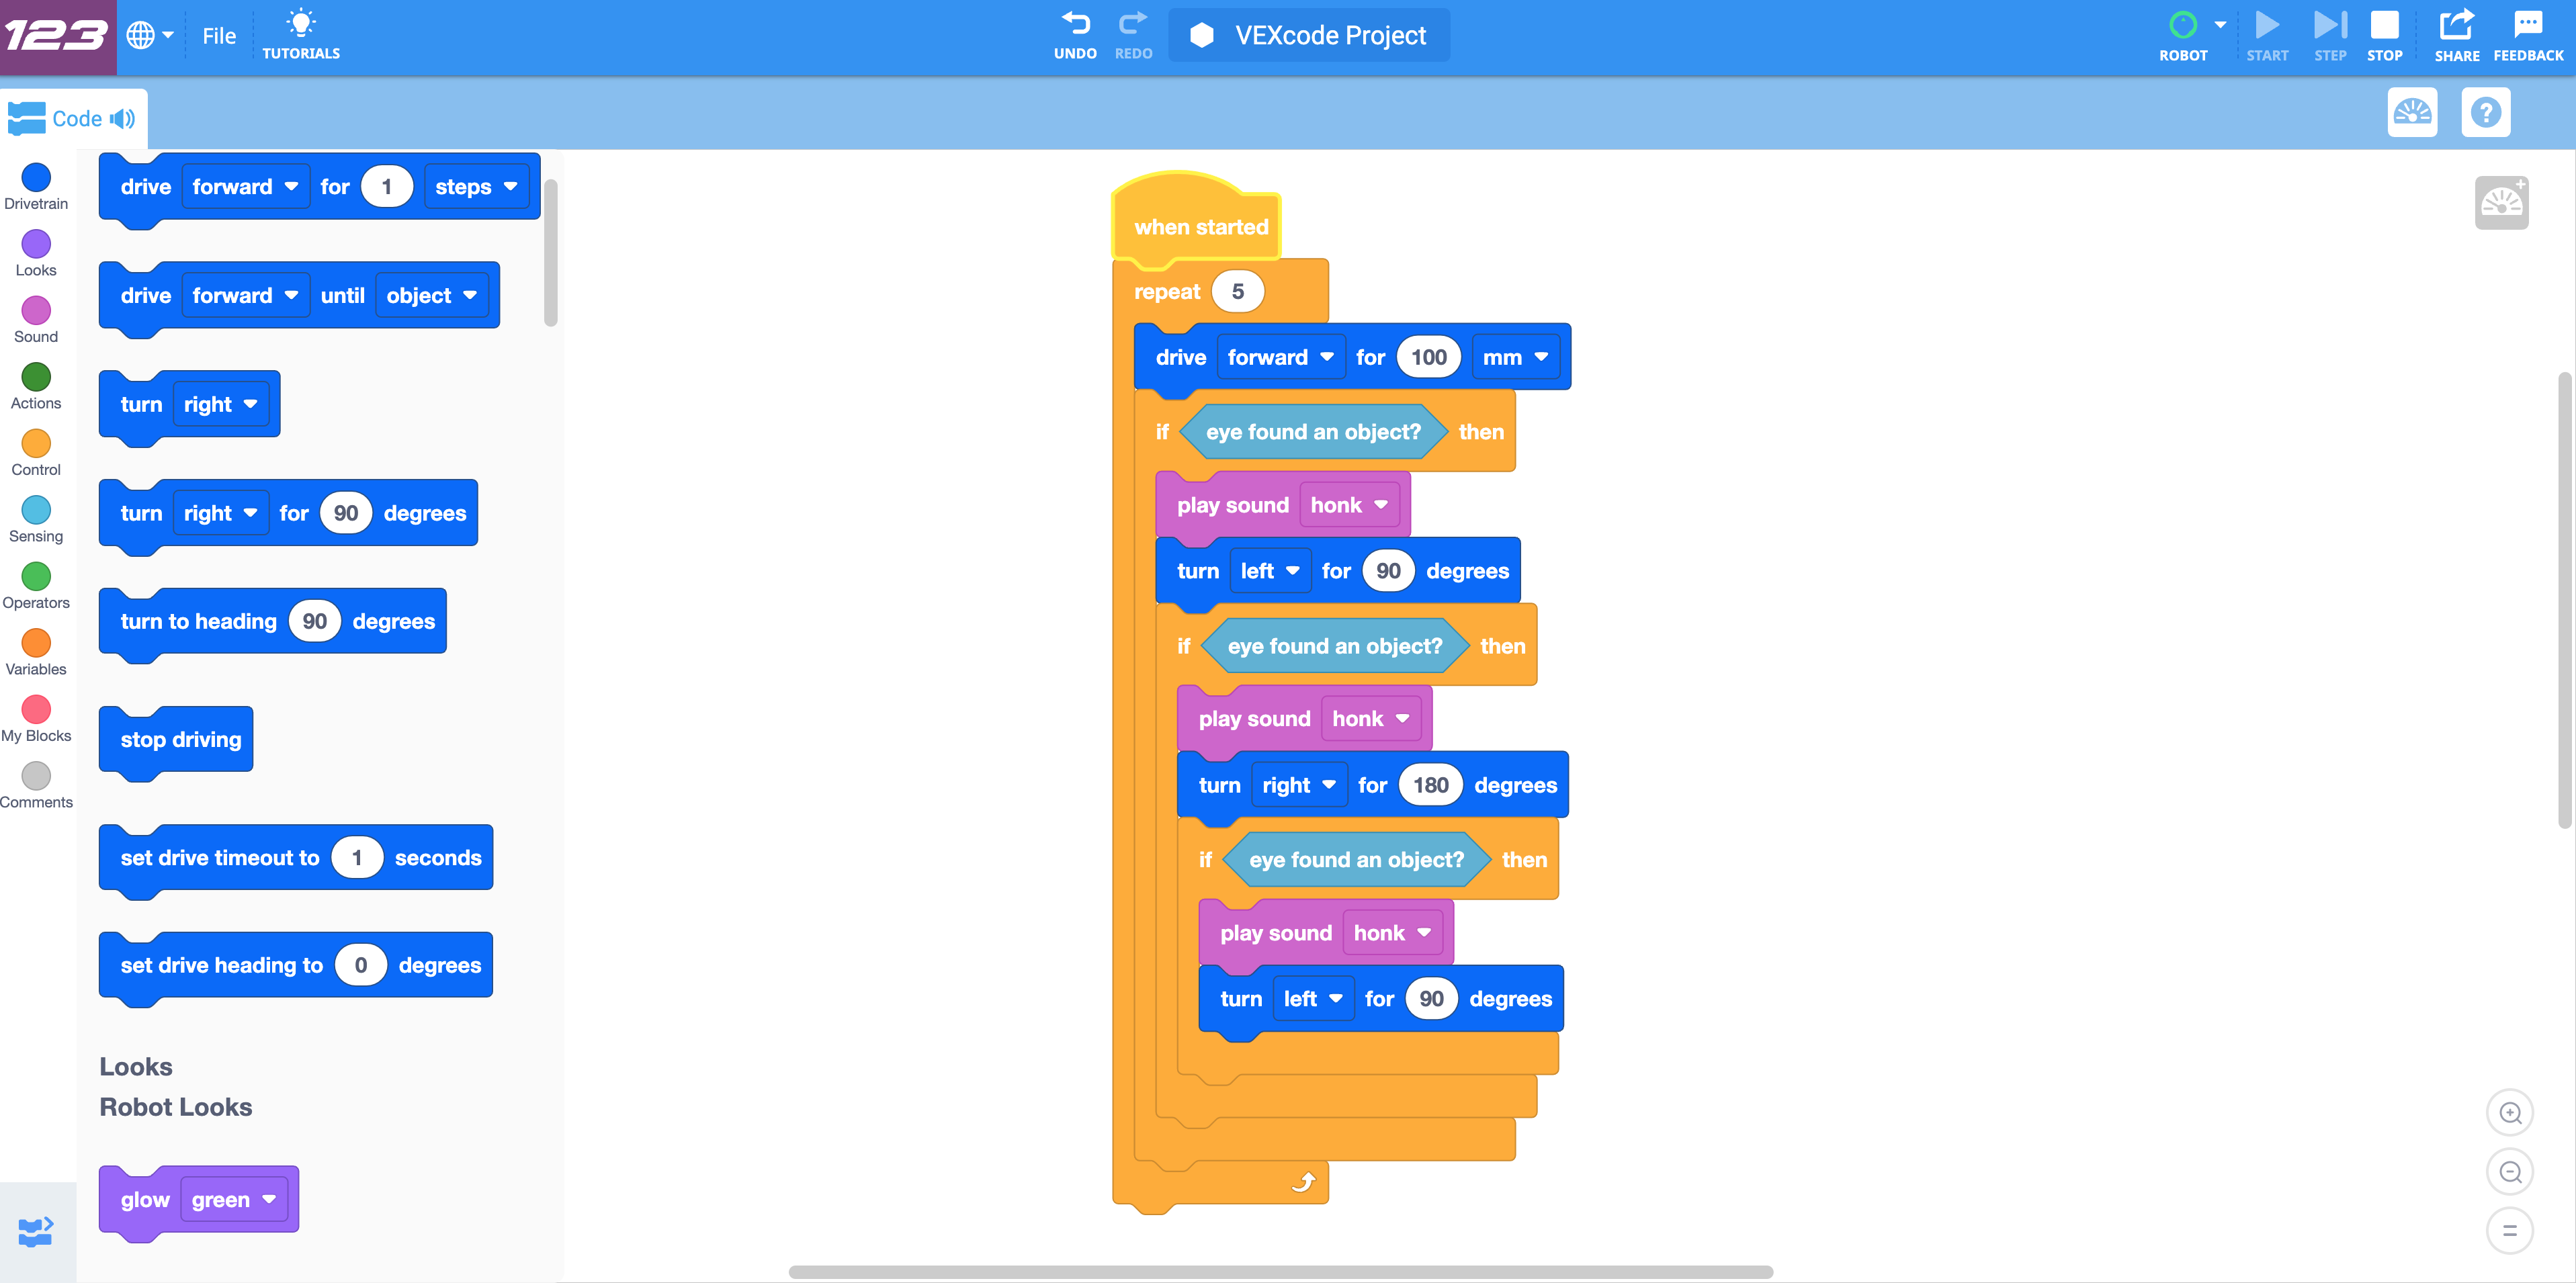 123
File
TUTORIALS
UNDO
REDO
VEXcode Project
ROBOT
START
STEP
STOP
SHARE
FEEDBACK
Code
?
Drivetrain
Looks
Sound
Actions
Control
Sensing
Operators
Variables
My Blocks
Comments
drive forward for 1 steps
drive forward until object
turn right
turn right for 90 degrees
turn to heading 90 degrees
stop driving
set drive timeout to 1 seconds
set drive heading to 0 degrees
Looks
Robot Looks
glow green
when started
repeat 5
drive forward for 100 mm
if eye found an object? then
play sound honk
turn left for 90 degrees
if eye found an object? then
play sound honk
turn right for 180 degrees
if eye found an object? then
play sound honk
turn left for 90 degrees